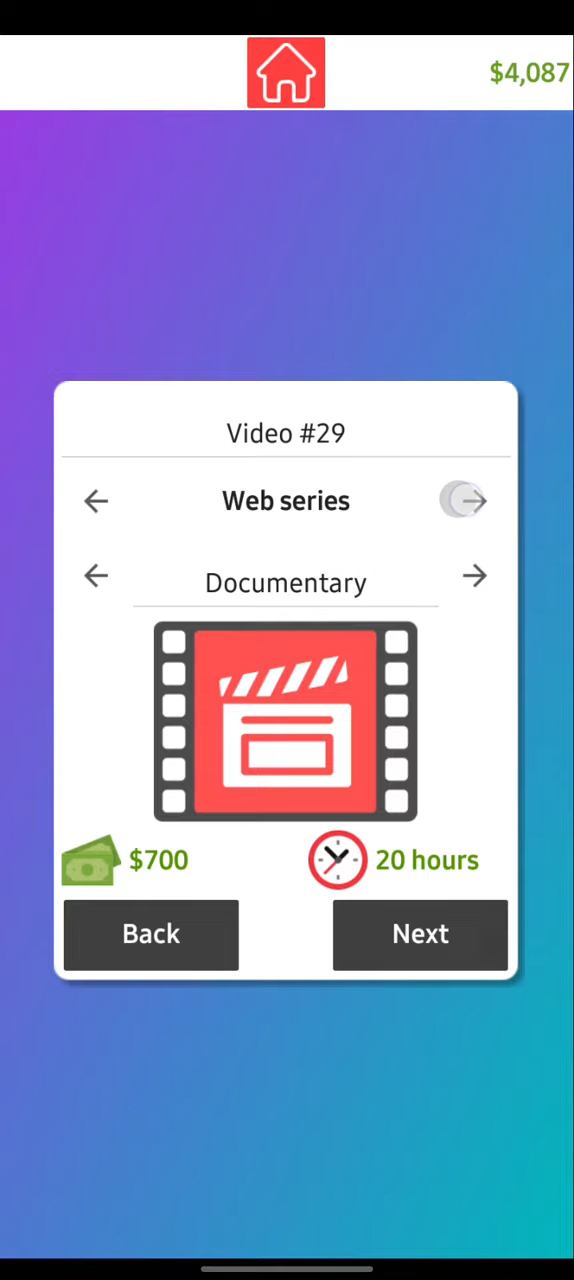 $4,087
Video #29
Web series
Documentary
$700
20 hours
Back
Next